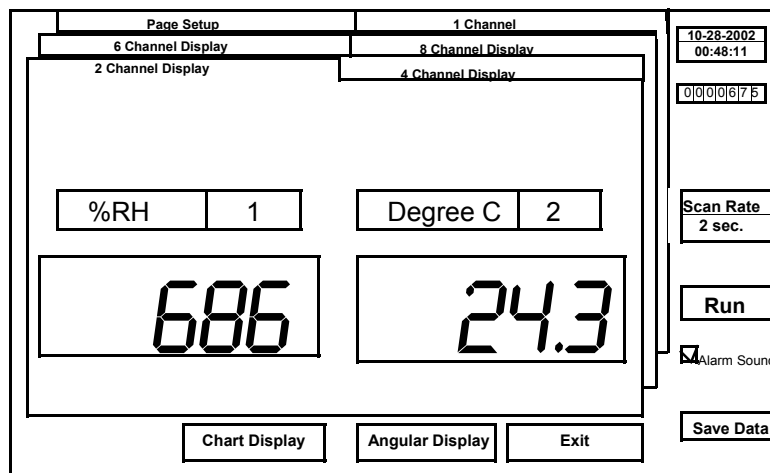 Page Setup
1 Channel
6 Channel Display
8 Channel Display
2 Channel Display
4 Channel Display
10-28-2002
00:48:11
0000675
%RH
1
Degree C
2
Scan Rate
2 sec.
686
24.3
Run
Alarm Soun
Save Data
Chart Display
Angular Display
Exit